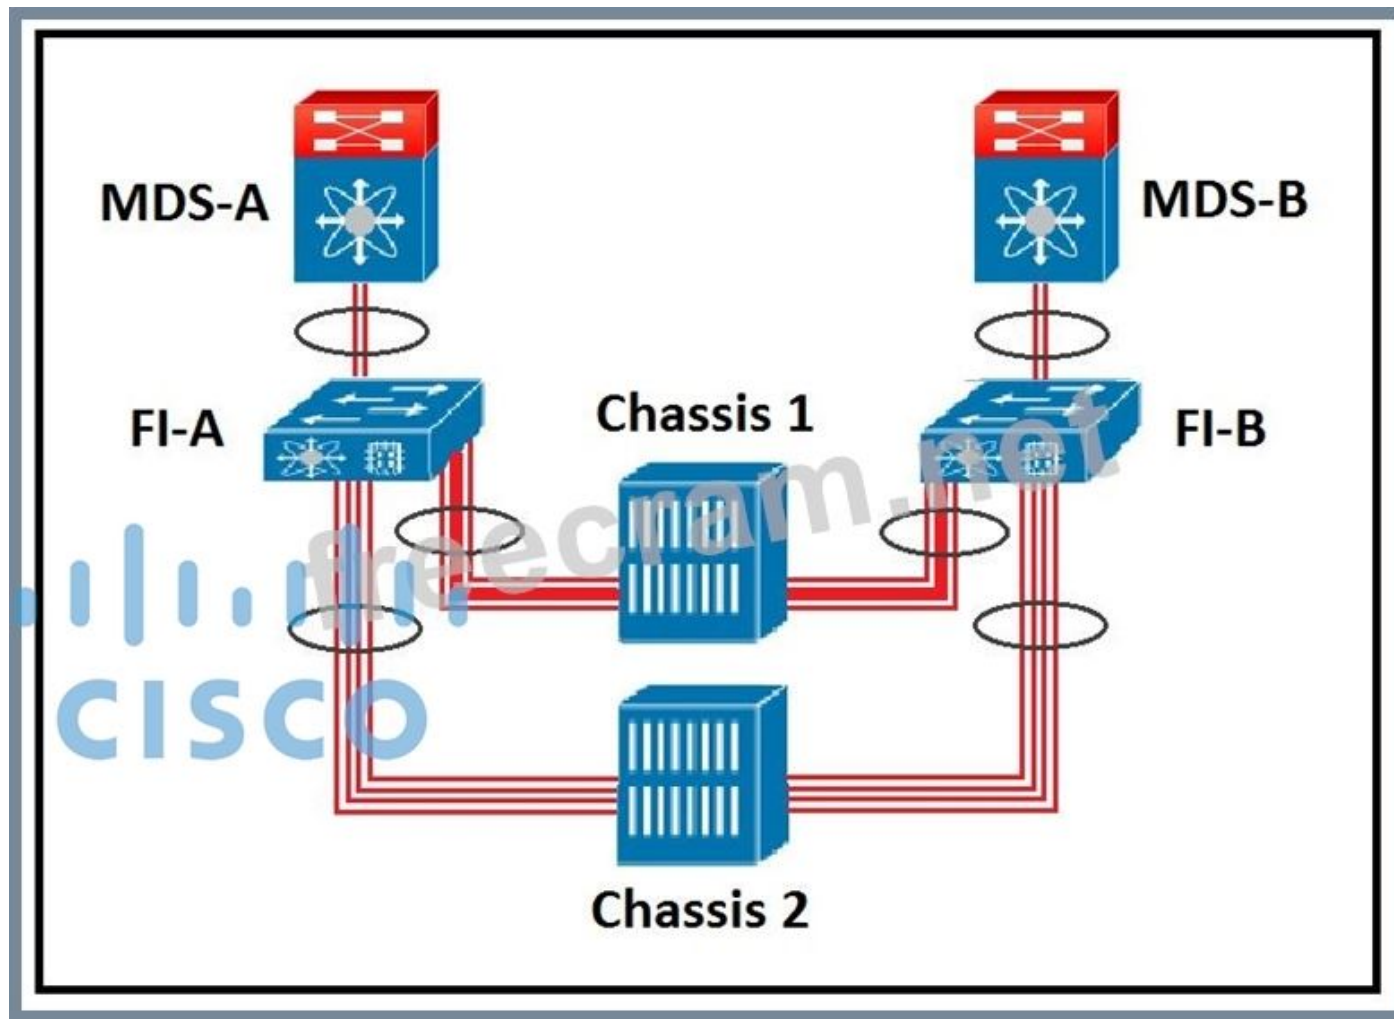 MDS-A
MDS-B
FI-A
Chassis 1
FI-B
freecram.net
CISCO
Chassis 2